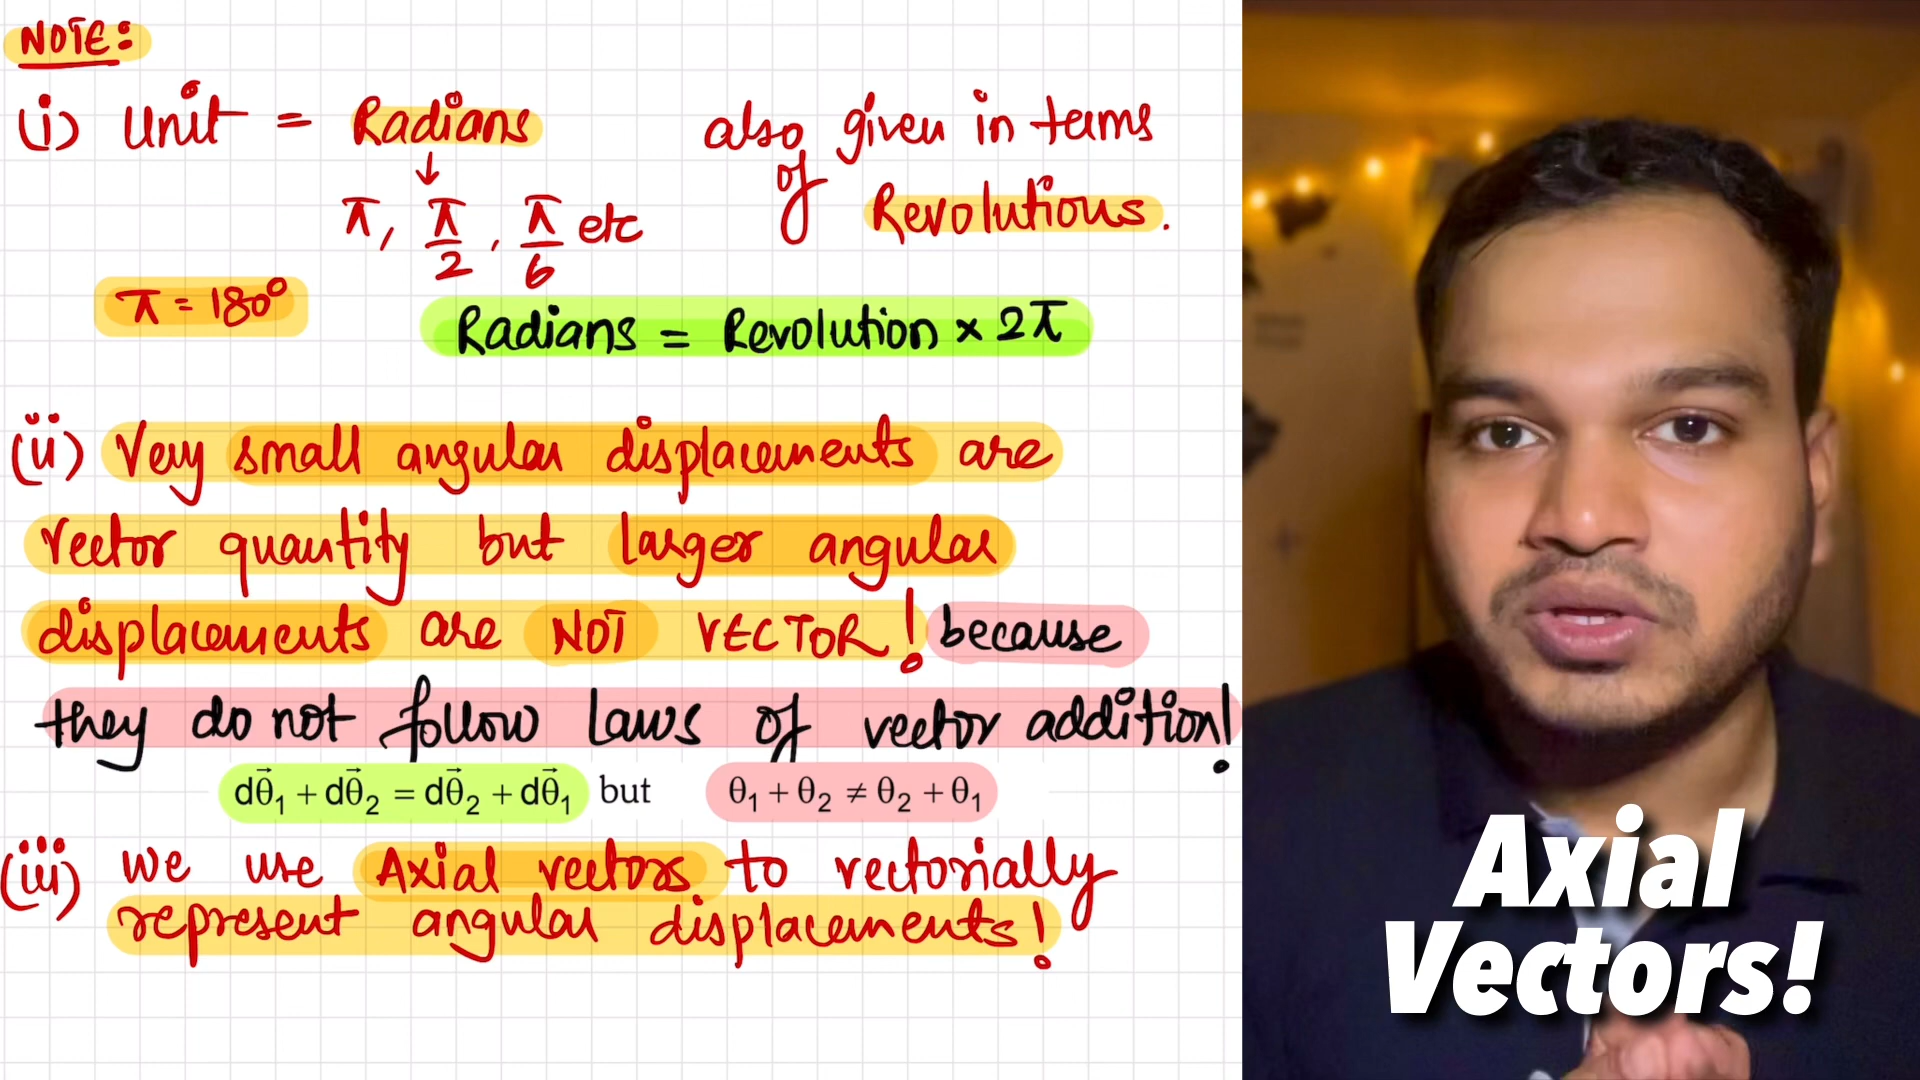 NOTE:
(i) Unit = Radians
↓
π, π/2, π/6 etc
also given in terms
of
Revolutions.
π = 180°
Radians = Revolution × 2π
(ii) Very small angular displacements are
vector quantity but larger angular
displacements are NOT VECTOR! because
they do not follow laws of vector addition!
dθ⃗₁ + dθ⃗₂ = dθ⃗₂ + dθ⃗₁ but θ₁ + θ₂ ≠ θ₂ + θ₁
(iii) we use Axial vectors to vectorially
represent angular displacements!
Axial
Vectors!